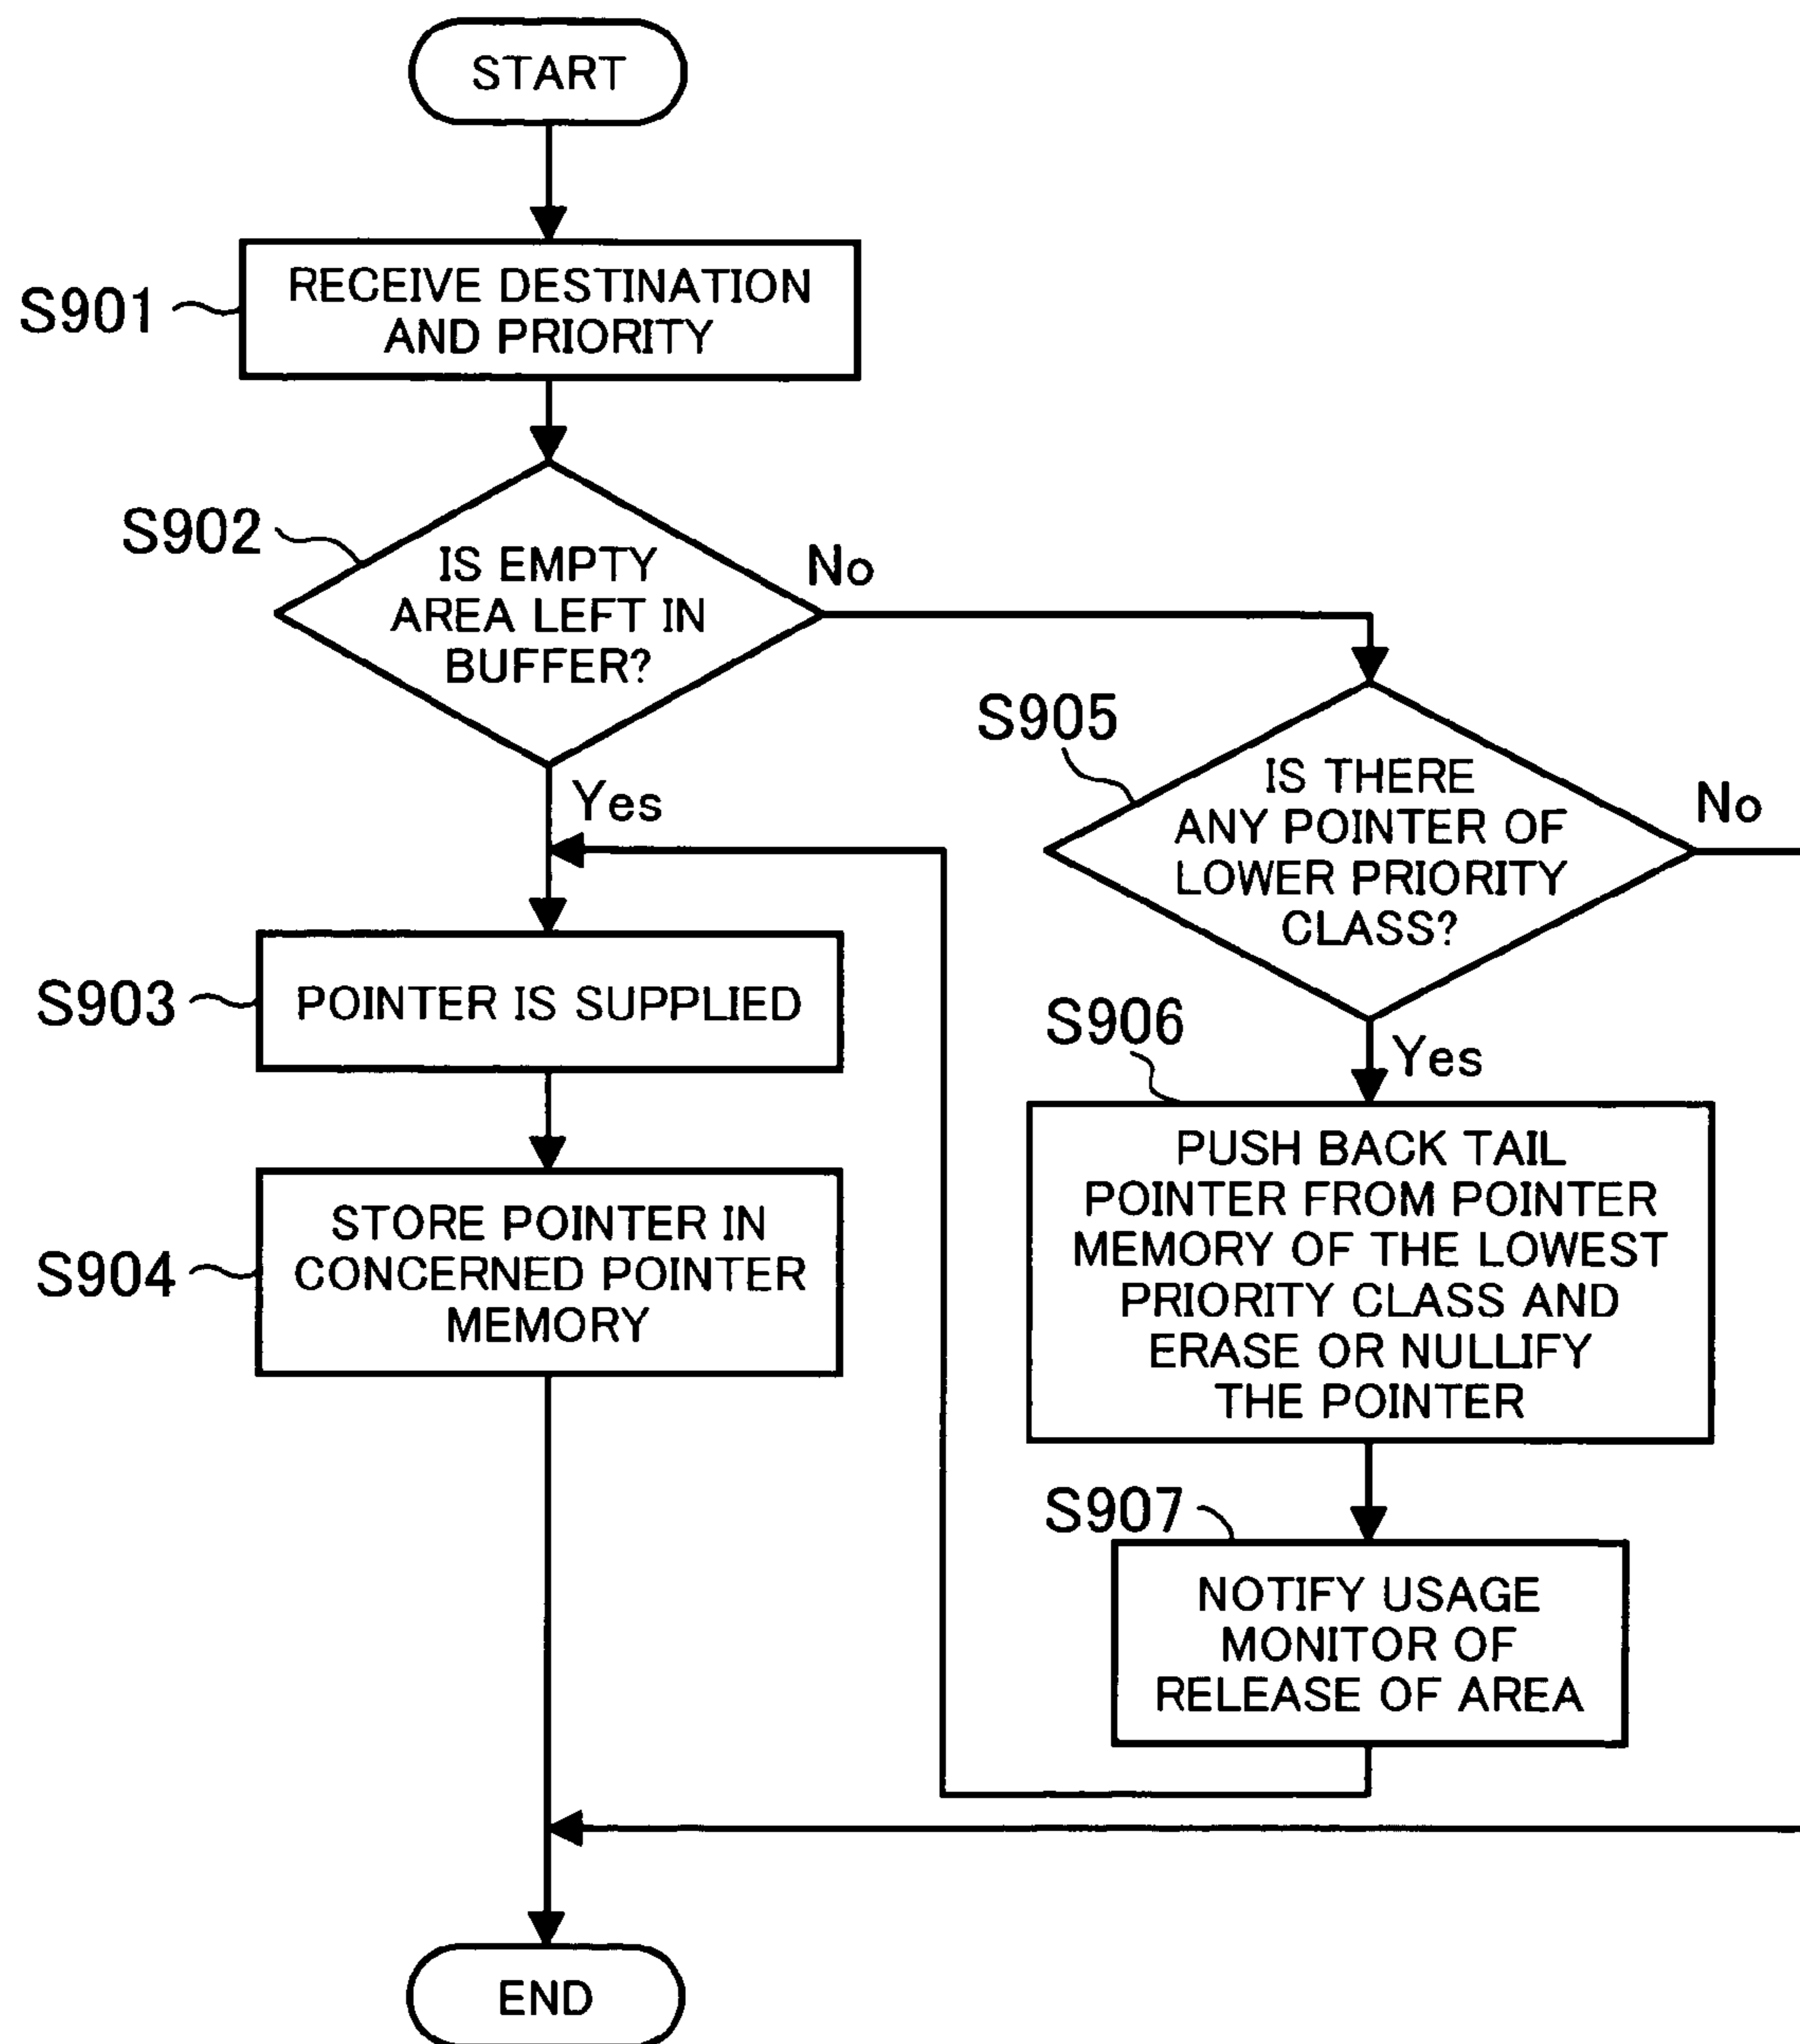 START
S901
RECEIVE DESTINATION
AND PRIORITY
S902
IS EMPTY
AREA LEFT IN
BUFFER?
No
Yes
S903
POINTER IS SUPPLIED
S904
STORE POINTER IN
CONCERNED POINTER
MEMORY
S905
IS THERE
ANY POINTER OF
LOWER PRIORITY
CLASS?
No
Yes
S906
PUSH BACK TAIL
POINTER FROM POINTER
MEMORY OF THE LOWEST
PRIORITY CLASS AND
ERASE OR NULLIFY
THE POINTER
S907
NOTIFY USAGE
MONITOR OF
RELEASE OF AREA
END